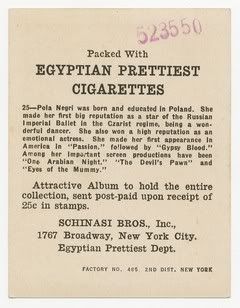 523550
Packed With
EGYPTIAN PRETTIEST
CIGARETTES
25—Pola Negri was born and educated in Poland. She
made her first big reputation as a star of the Russian
Imperial Ballet in the Czarist regime, being a won-
derful dancer. She also won a high reputation as an
emotional actress. She made her first appearance in
America in "Passion," followed by "Gypsy Blood."
Among her important screen productions have been
"One Arabian Night." "The Devil's Pawn" and
"Eyes of the Mummy."
Attractive Album to hold the entire
collection, sent post-paid upon receipt of
25c in stamps.
SCHINASI BROS., Inc.,
1767 Broadway, New York City.
Egyptian Prettiest Dept.
FACTORY NO. 405. 2ND DIST. NEW YORK